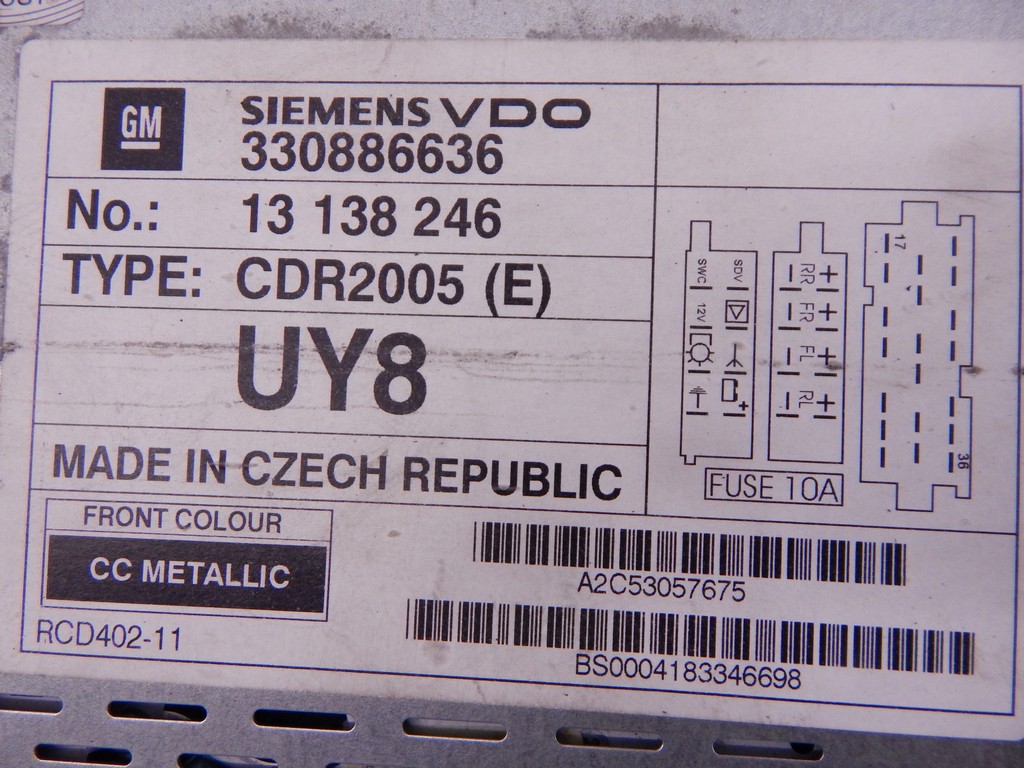 GM
SIEMENS VDO
330886636
No.: 13 138 246
TYPE: CDR2005 (E)
UY8
MADE IN CZECH REPUBLIC
FRONT COLOUR
CC METALLIC
RCD402-11
SWC SDV
12V
RR - +
FR - +
FL - +
RL - +
17
36
FUSE 10A
A2C53057675
BS0004183346698